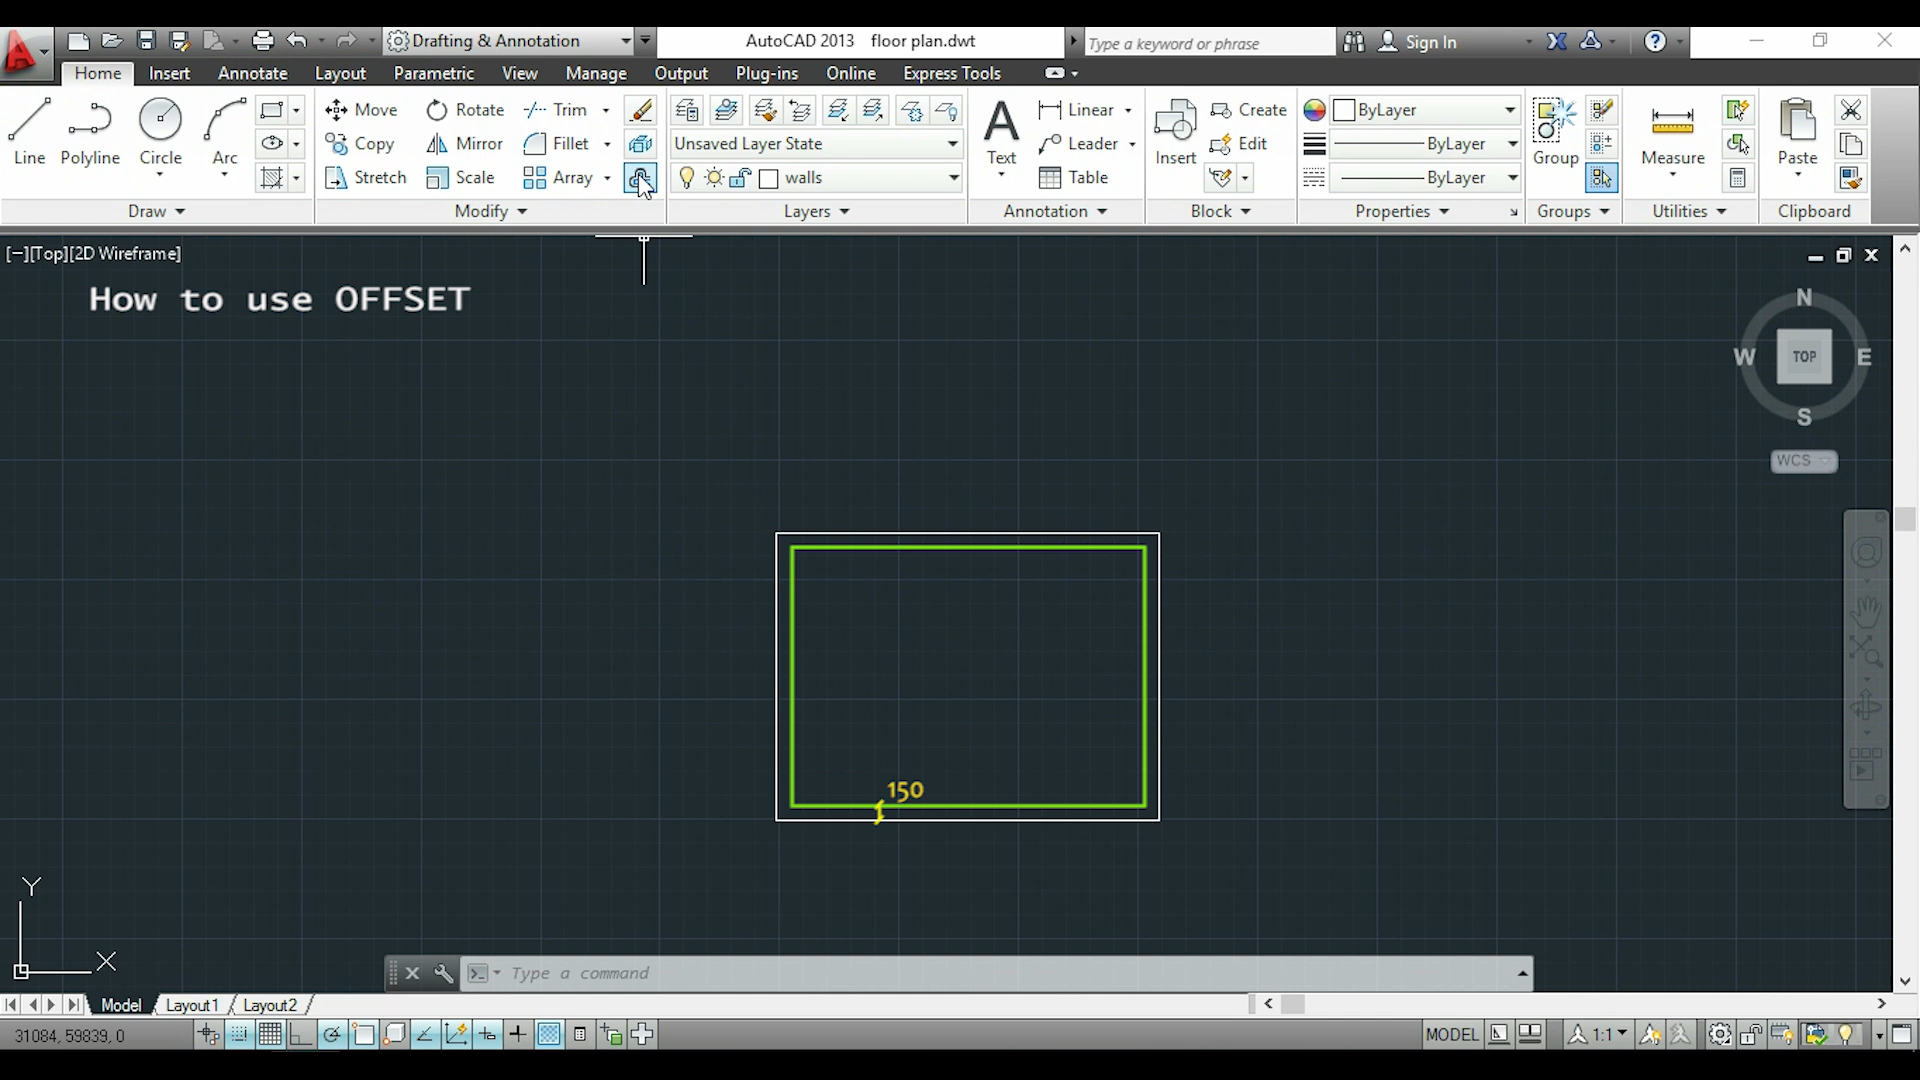 Drafting & Annotation
AutoCAD 2013 floor plan.dwt
Type a keyword or phrase
Sign In
Home Insert Annotate Layout Parametric View Manage Output Plug-ins Online Express Tools
Move Rotate Trim
Linear
Create
ByLayer
Line Polyline Circle Arc
Copy Mirror Fillet
Unsaved Layer State
Text
Leader
Insert
Edit
ByLayer
Group Measure Paste
Stretch Scale Array
walls
Table
ByLayer
Draw Modify Layers Annotation Block Properties Groups Utilities Clipboard
[−][Top][2D Wireframe]
How to use OFFSET
N
W TOP E
S
WCS
150
Y
X
Type a command
Model Layout1 Layout2
31084, 59839, 0
MODEL
1:1